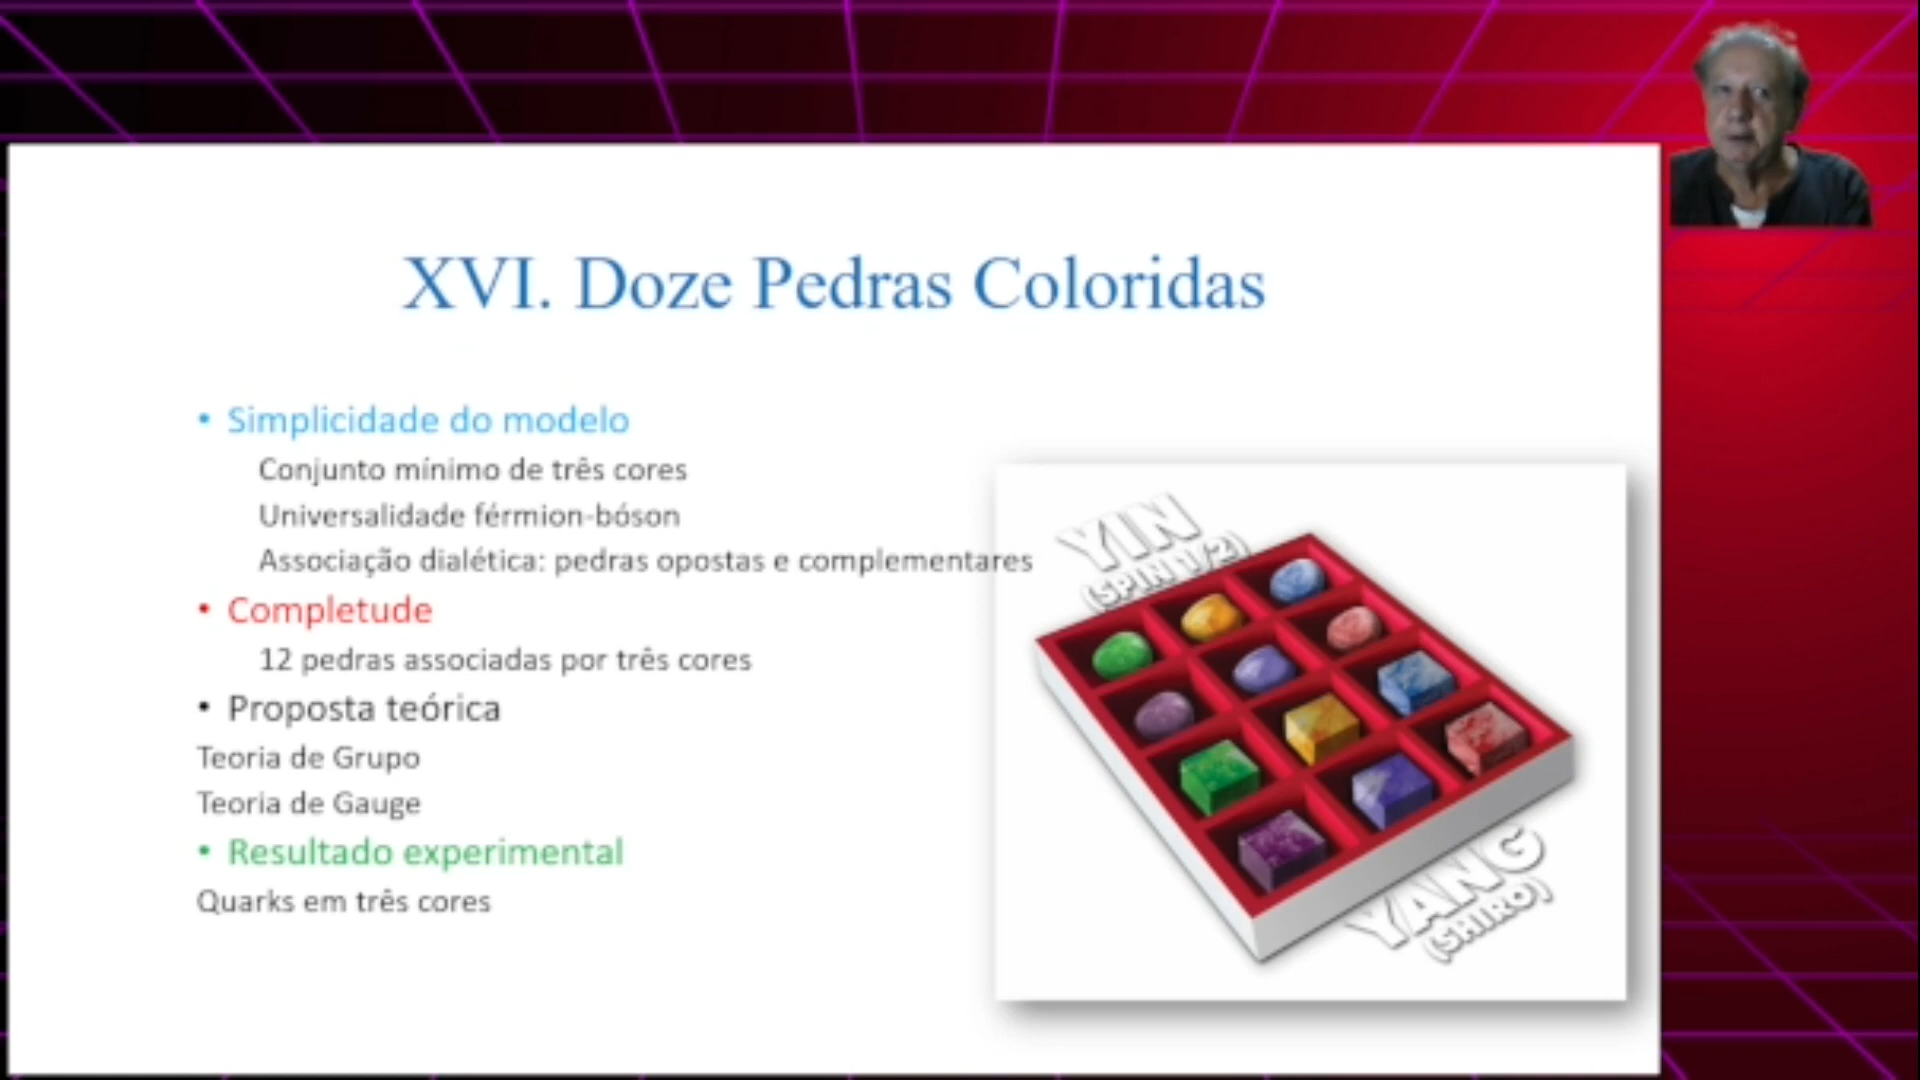 XVI. Doze Pedras Coloridas
• Simplicidade do modelo
Conjunto mínimo de três cores
Universalidade férmion-bóson
Associação dialética: pedras opostas e complementares
• Completude
12 pedras associadas por três cores
• Proposta teórica
Teoria de Grupo
Teoria de Gauge
• Resultado experimental
Quarks em três cores
YIN
(SPIN 1/2)
YANG